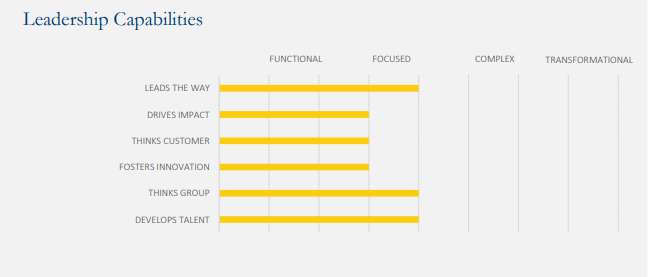 Leadership Capabilities
FUNCTIONAL FOCUSED COMPLEX TRANSFORMATIONAL
LEADS THE WAY
DRIVES IMPACT
THINKS CUSTOMER
FOSTERS INNOVATION
THINKS GROUP
DEVELOPS TALENT